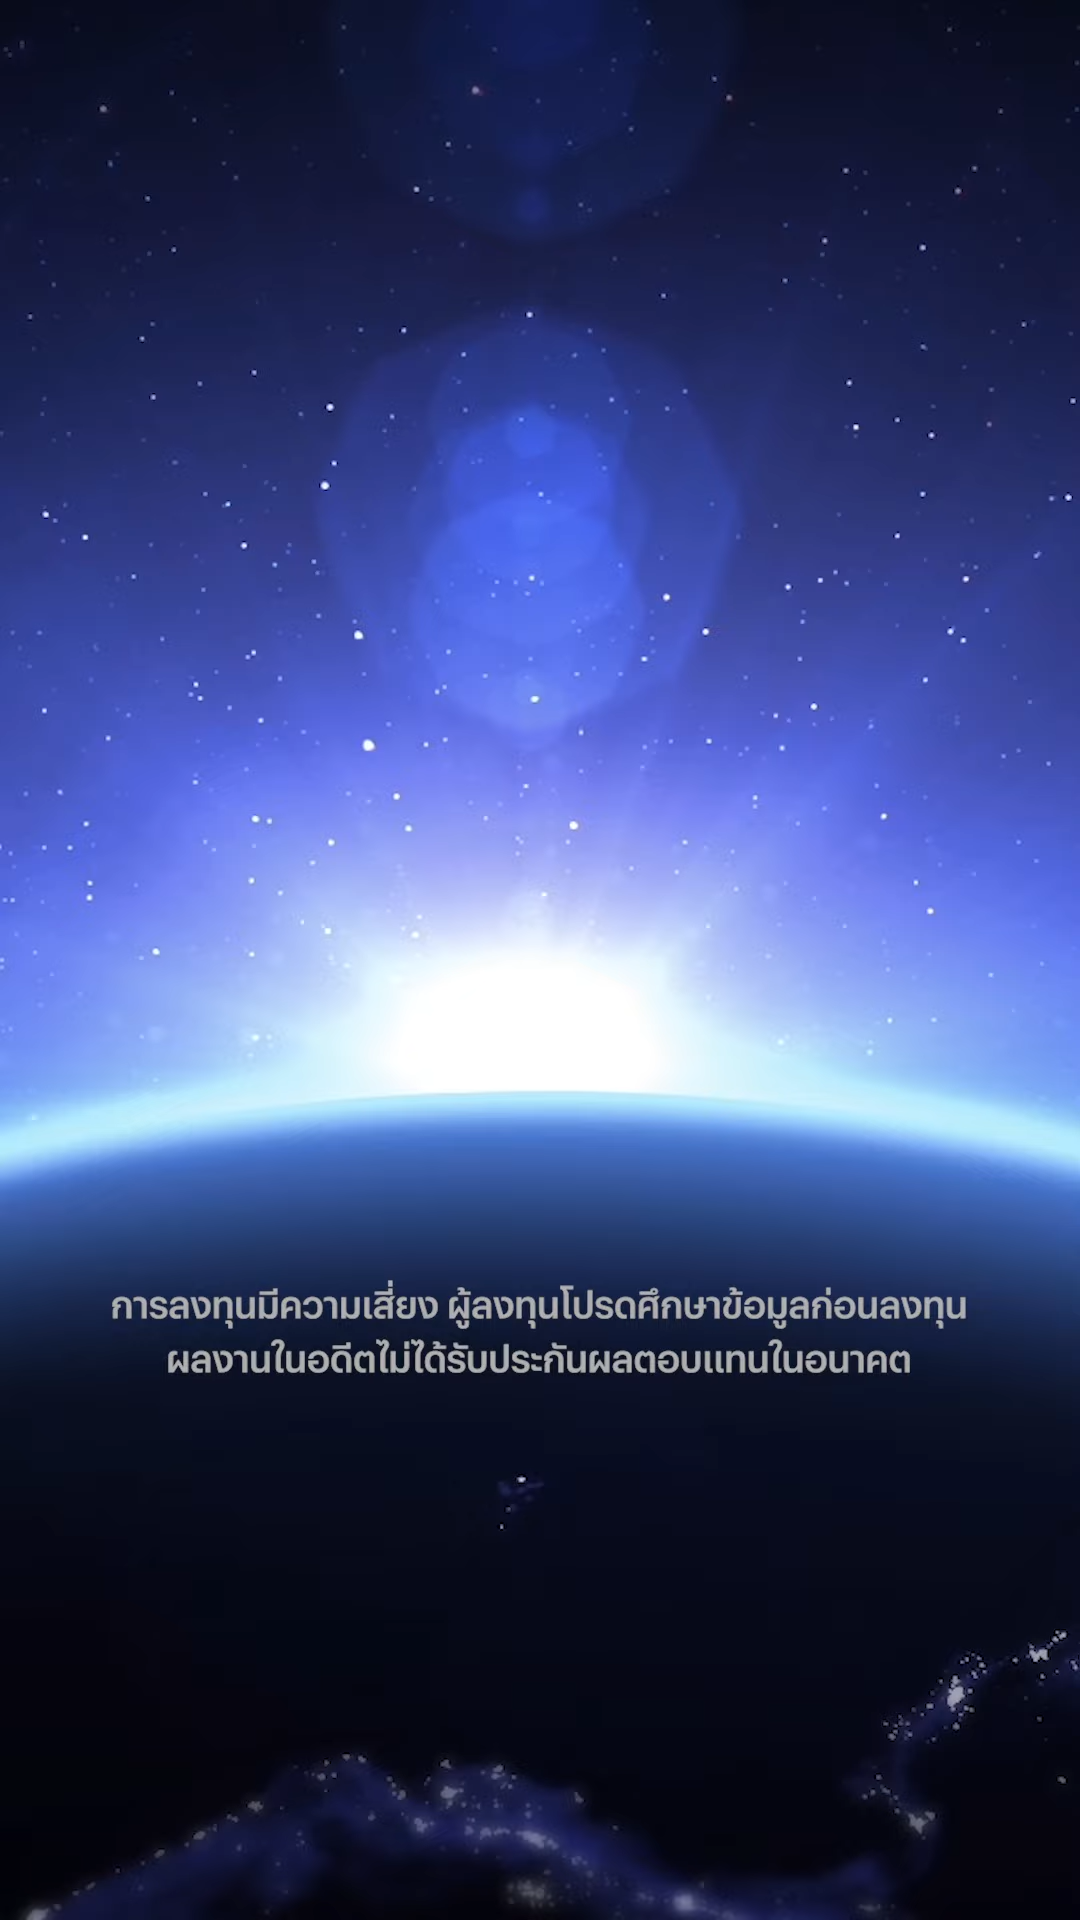 การลงทุนมีความเสี่ยง ผู้ลงทุนโปรดศึกษาข้อมูลก่อนลงทุน
ผลงานในอดีตไม่ได้รับประกันผลตอบแทนในอนาคต